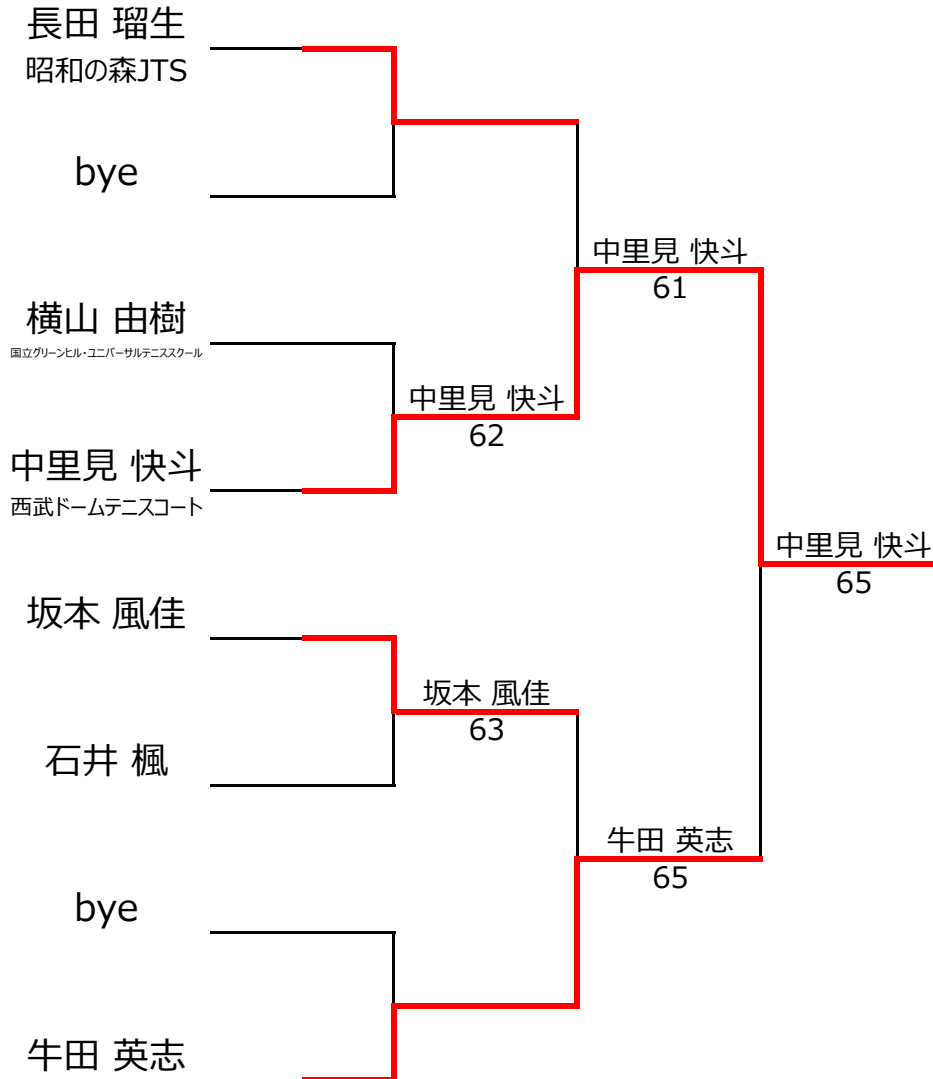 長田 瑠生
昭和の森JTS
bye
中里見 快斗
61
横山 由樹
国立グリーンヒル・ユニバーサルテニススクール
中里見 快斗
62
中里見 快斗
西武ドームテニスコート
中里見 快斗
65
坂本 風佳
坂本 風佳
63
石井 楓
牛田 英志
65
bye
牛田 英志